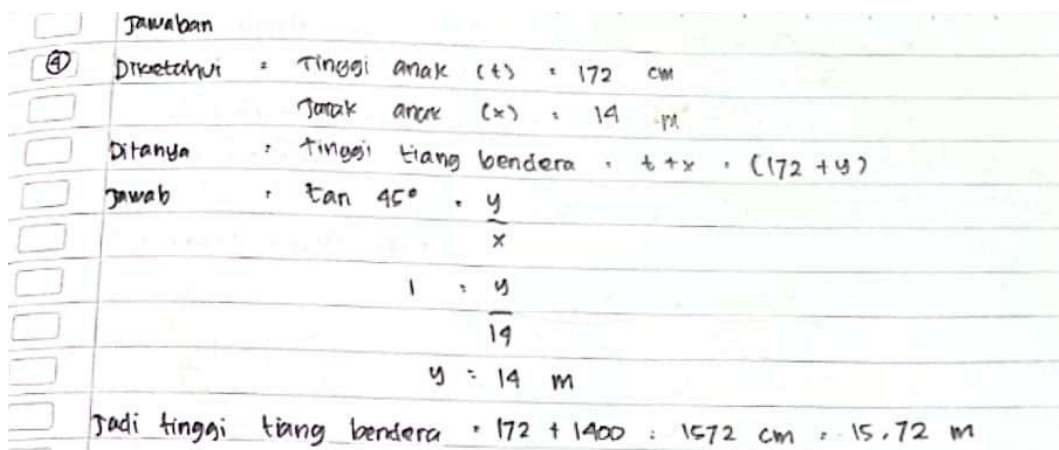 Jawaban
④ Diketahui : Tinggi anak (t) : 172 cm
Jarak anak (x) : 14 m
Ditanya : tinggi tiang bendera : t + x : (172 + y)
Jawab : tan 45° = y/x
1 = y/14
y = 14 m
Jadi tinggi tiang bendera = 172 + 1400 = 1572 cm = 15,72 m